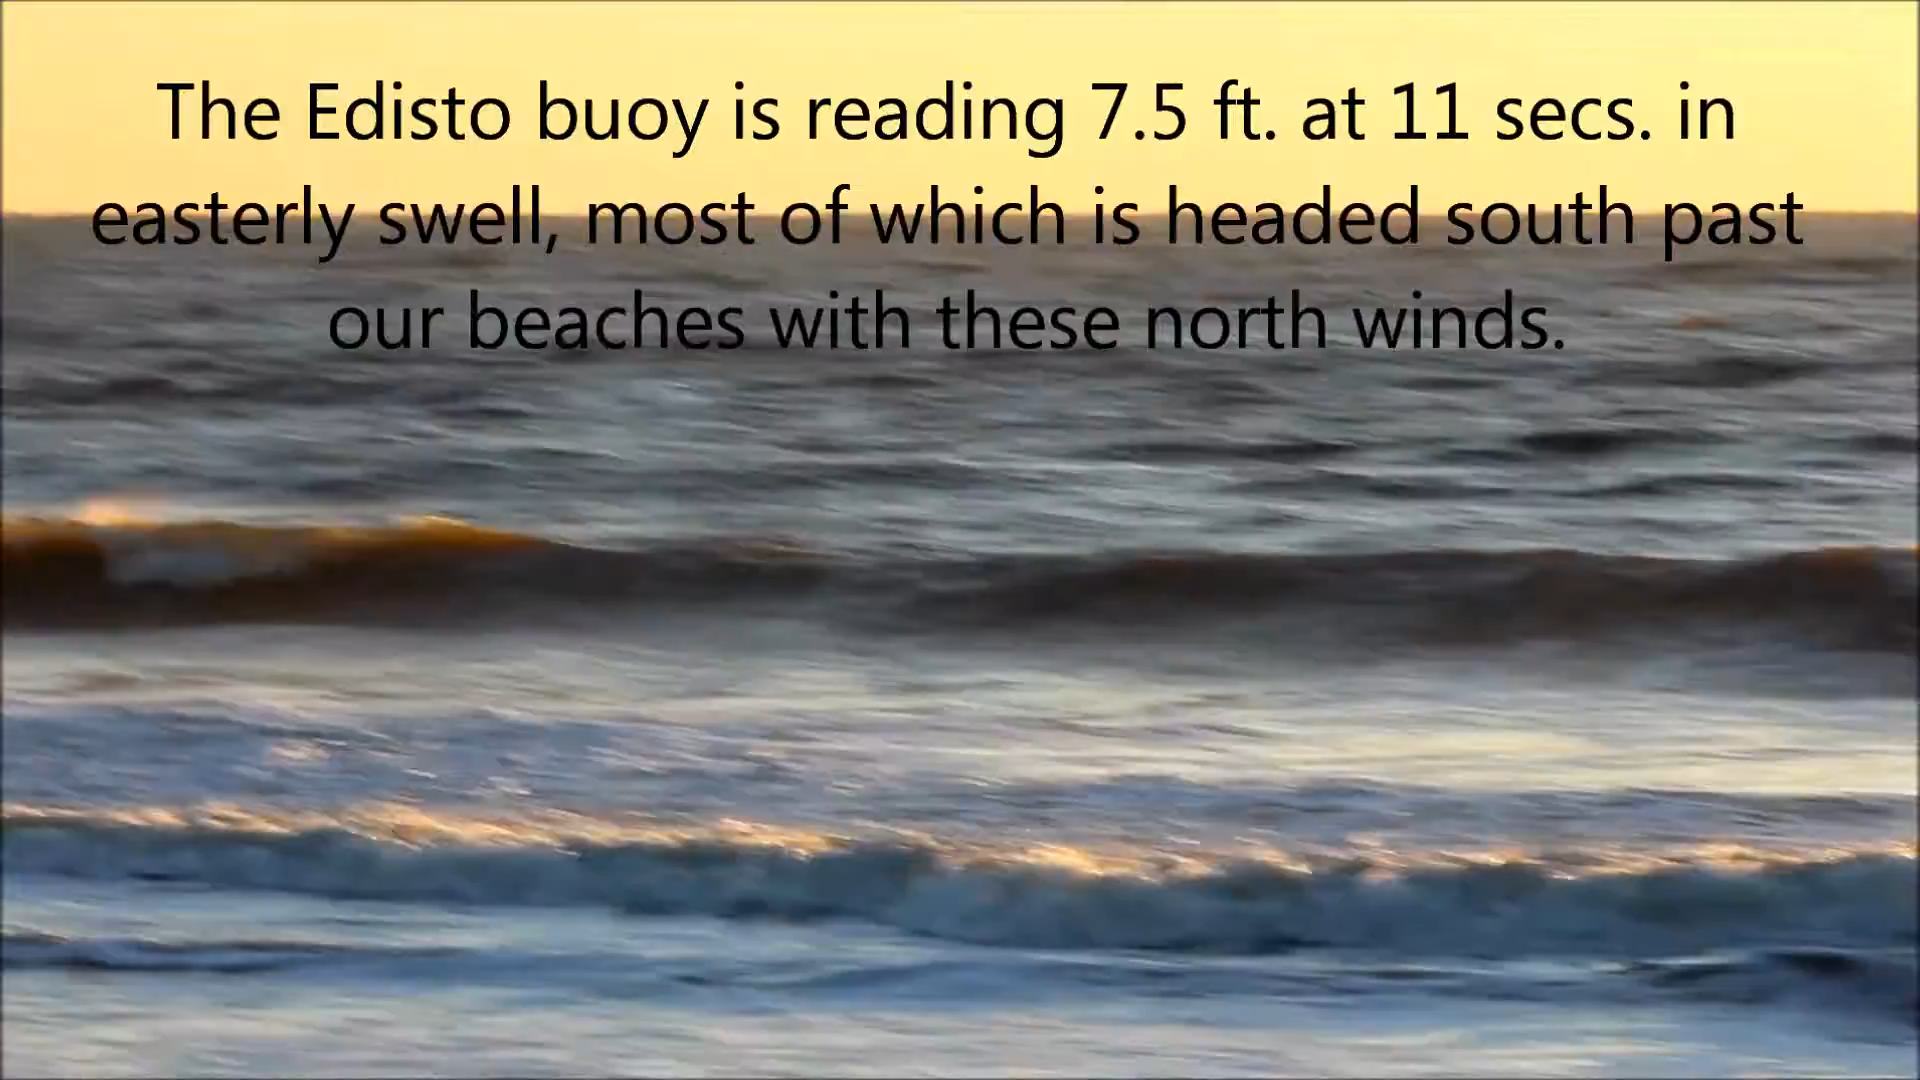 The Edisto buoy is reading 7.5 ft. at 11 secs. in
easterly swell, most of which is headed south past
our beaches with these north winds.